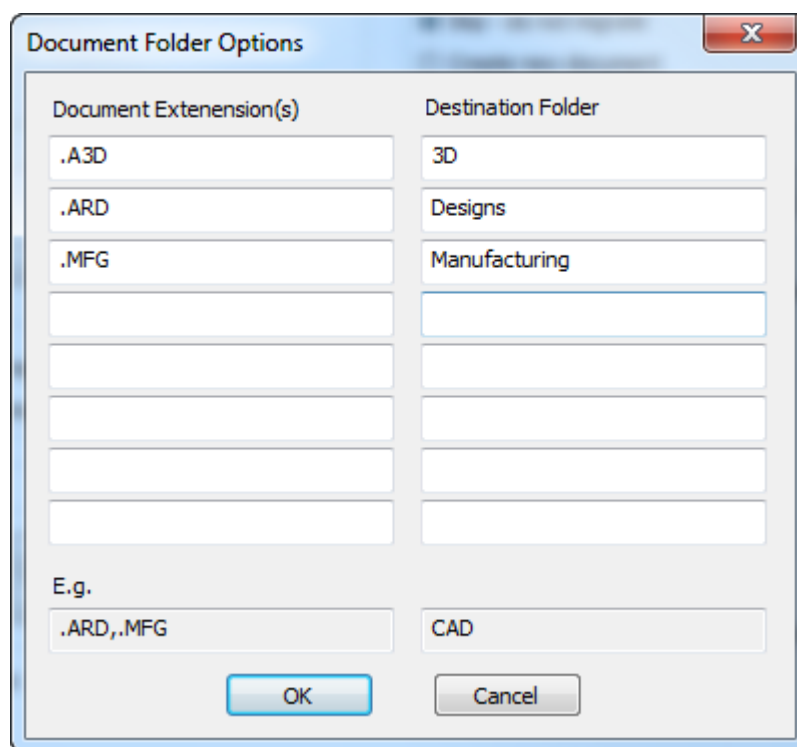 Document Folder Options
Document Extenension(s) Destination Folder
.A3D 3D
.ARD Designs
.MFG Manufacturing
E.g.
.ARD,.MFG CAD
OK Cancel